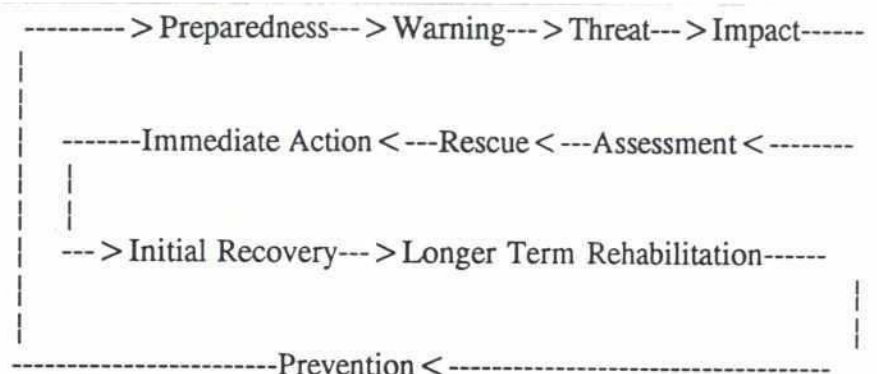 ---------> Preparedness---> Warning---> Threat---> Impact------
-------Immediate Action < ---Rescue < ---Assessment < --------
---> Initial Recovery---> Longer Term Rehabilitation------
-----------------------Prevention < ---------------------------------